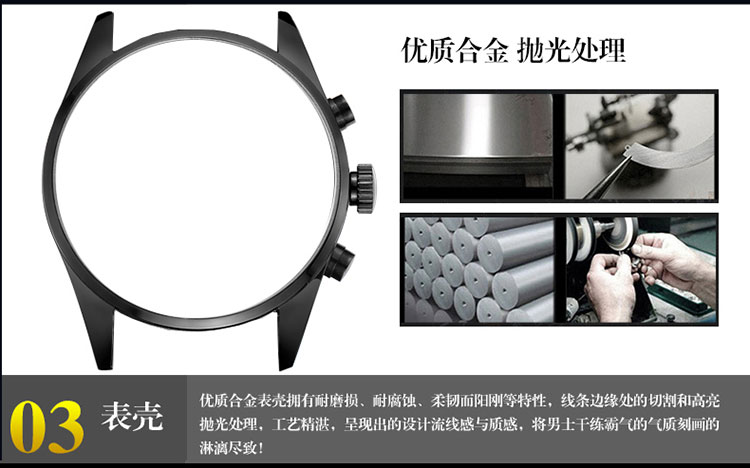 优质合金 抛光处理
03 表壳
优质合金表壳拥有耐磨损、耐腐蚀、柔韧而阳刚等特性，线条边缘处的切割和高亮
抛光处理，工艺精湛，呈现出的设计流线感与质感，将男士干练霸气的气质刻画的
淋漓尽致！